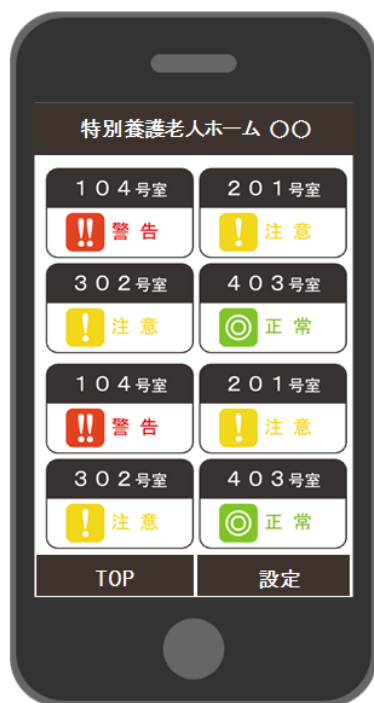 特別養護老人ホーム 〇〇
１０４号室 ２０１号室
!! 警告 ! 注意
３０２号室 ４０３号室
! 注意 ◎ 正常
１０４号室 ２０１号室
!! 警告 ! 注意
３０２号室 ４０３号室
! 注意 ◎ 正常
TOP 設定